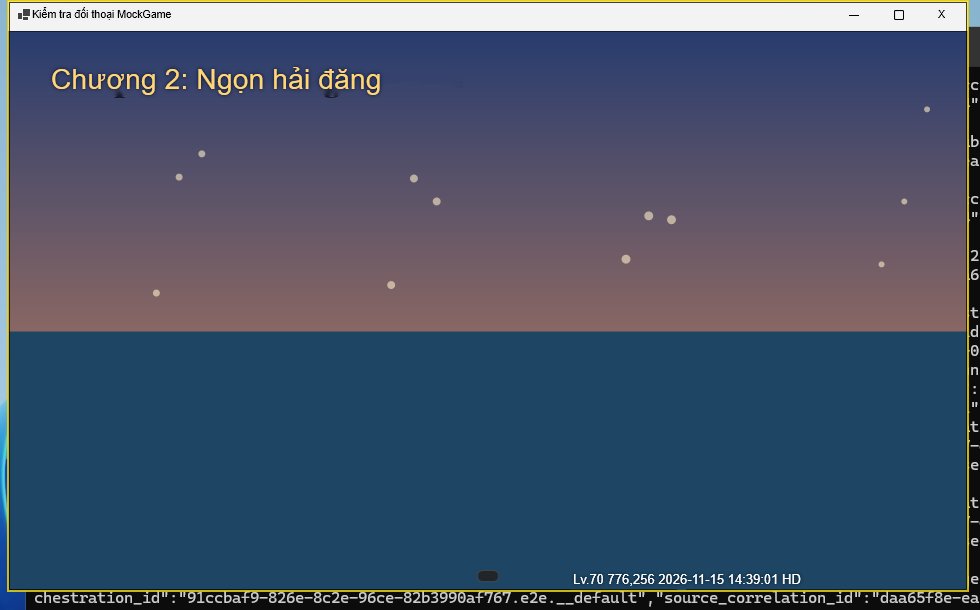 Kiểm tra đối thoại MockGame
X
Chương 2: Ngọn hải đăng
Lv.70 776,256 2026-11-15 14:39:01 HD
chestration_id":"91ccbaf9-826e-8c2e-96ce-82b3990af767.e2e.__default","source_correlation_id":"daa65f8e-ee